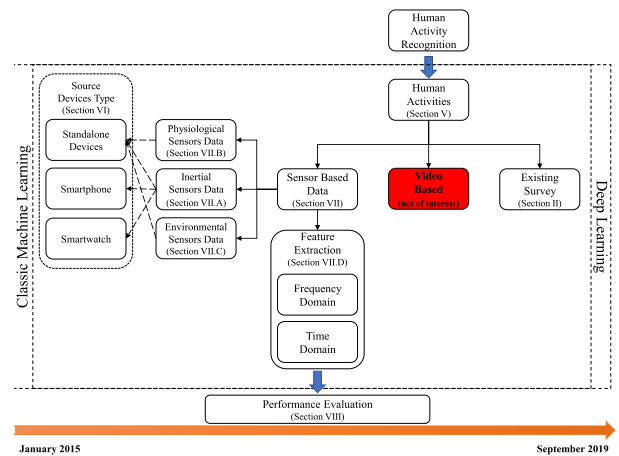 Human
Activity
Recognition
Human
Activities
(Section V)
Source
Devices Type
(Section VI)
Standalone
Devices
Smartphone
Smartwatch
Physiological
Sensors Data
(Section VII.B)
Inertial
Sensors Data
(Section VII.A)
Environmental
Sensors Data
(Section VII.C)
Sensor Based
Data
(Section VII)
Video
Based
(not of interest)
Existing
Survey
(Section II)
Feature
Extraction
(Section VII.D)
Frequency
Domain
Time
Domain
Classic Machine Learning
Deep Learning
Performance Evaluation
(Section VIII)
January 2015
September 2019